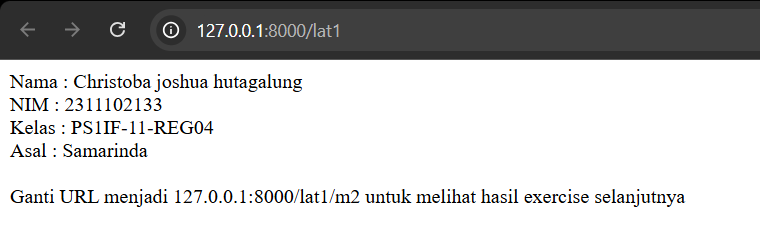 127.0.0.1:8000/lat1
Nama : Christoba joshua hutagalung
NIM : 2311102133
Kelas : PS1IF-11-REG04
Asal : Samarinda
Ganti URL menjadi 127.0.0.1:8000/lat1/m2 untuk melihat hasil exercise selanjutnya